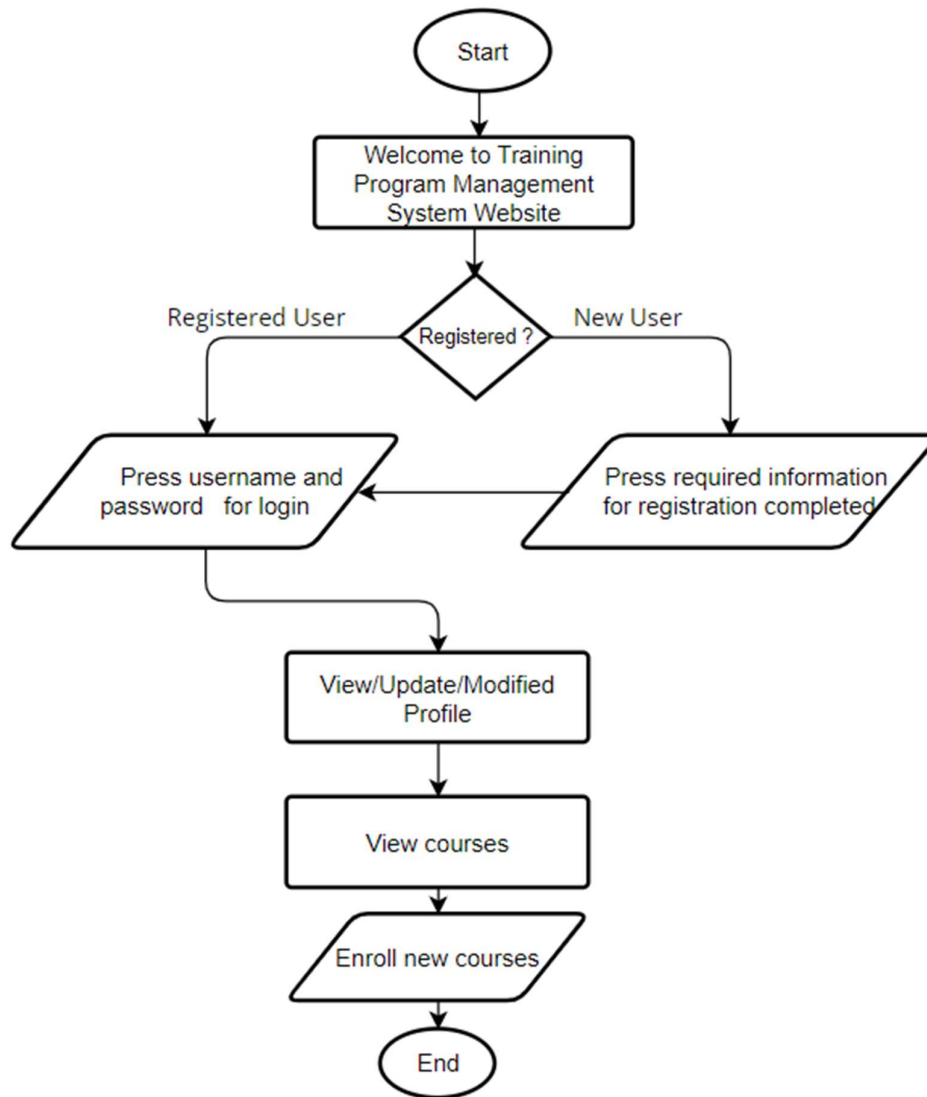 Start
Welcome to Training
Program Management
System Website
Registered User
Registered ?
New User
Press username and
password for login
Press required information
for registration completed
View/Update/Modified
Profile
View courses
Enroll new courses
End